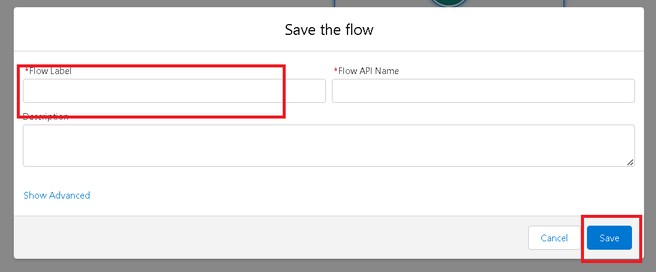 Save the flow
*Flow Label
*Flow API Name
Description
Show Advanced
Cancel
Save